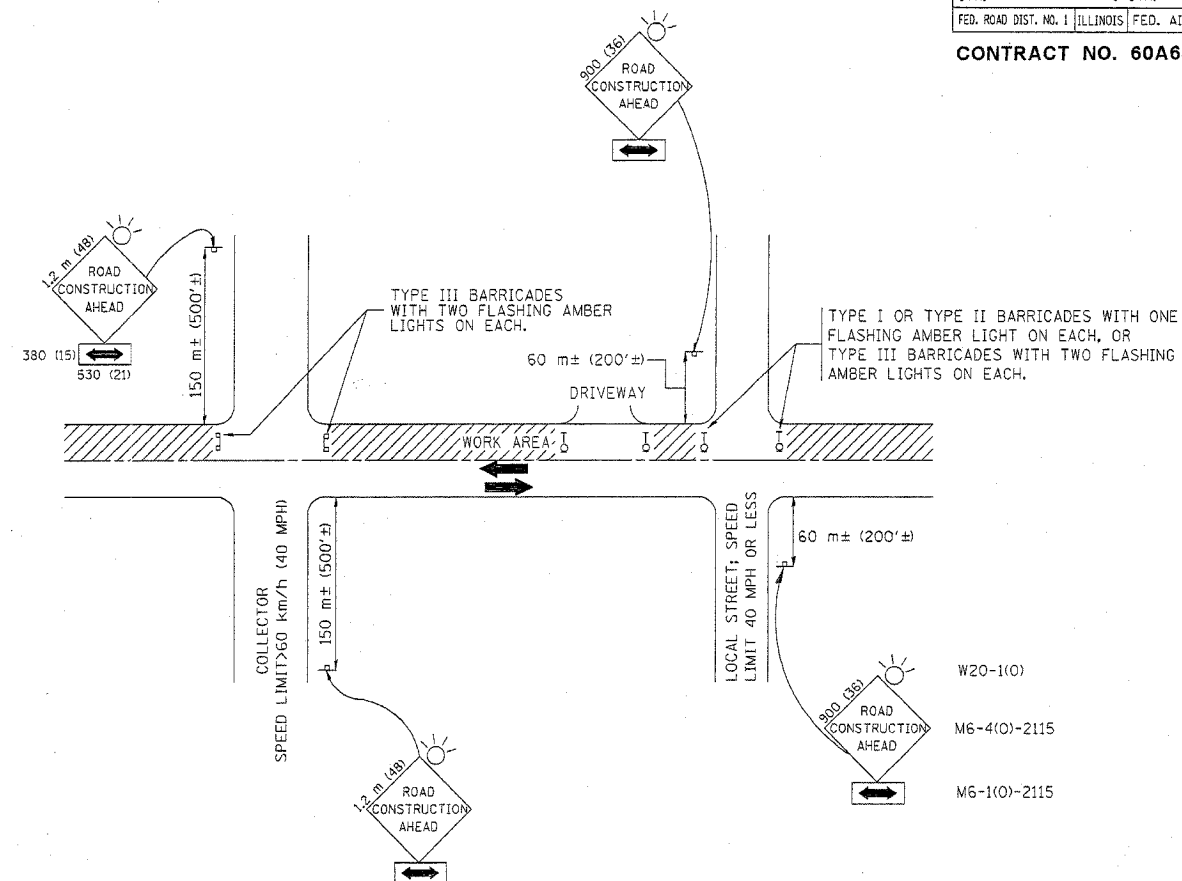 FED. ROAD DIST. NO. 1 ILLINOIS FED. AI
CONTRACT NO. 60A6
900 (36)
ROAD
CONSTRUCTION
AHEAD
1.2 m (48)
ROAD
CONSTRUCTION
AHEAD
380 (15)
530 (21)
150 m± (500'±)
TYPE III BARRICADES
WITH TWO FLASHING AMBER
LIGHTS ON EACH.
60 m± (200'±)
DRIVEWAY
TYPE I OR TYPE II BARRICADES WITH ONE
FLASHING AMBER LIGHT ON EACH, OR
TYPE III BARRICADES WITH TWO FLASHING
AMBER LIGHTS ON EACH.
WORK AREA
COLLECTOR
SPEED LIMIT>60 km/h (40 MPH)
150 m± (500'±)
LOCAL STREET; SPEED
LIMIT 40 MPH OR LESS
60 m± (200'±)
900 (36)
ROAD
CONSTRUCTION
AHEAD
W20-1(O)
M6-4(O)-2115
M6-1(O)-2115
1.2 m (48)
ROAD
CONSTRUCTION
AHEAD